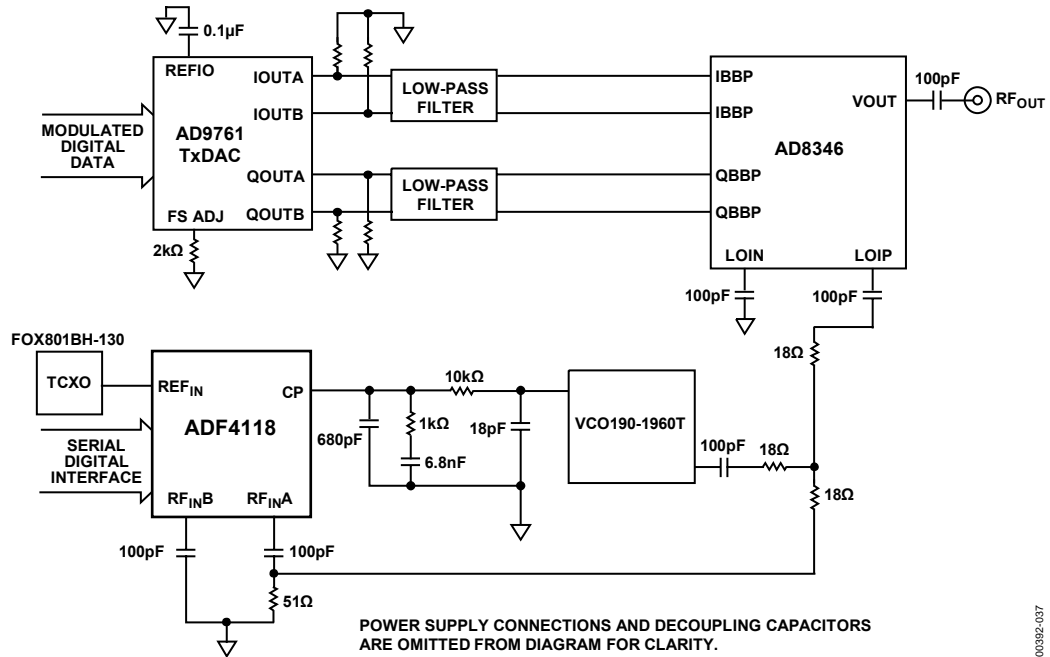 0.1µF
REFIO
IOUTA
IOUTB
AD9761
TxDAC
MODULATED
DIGITAL
DATA
QOUTA
QOUTB
FS ADJ
2kΩ
LOW-PASS
FILTER
LOW-PASS
FILTER
IBBP
IBBP
QBBP
QBBP
AD8346
VOUT
100pF
RFOUT
LOIN
LOIP
100pF
100pF
18Ω
FOX801BH-130
TCXO
REFIN
CP
ADF4118
SERIAL
DIGITAL
INTERFACE
RFINB
RFINA
100pF
100pF
51Ω
680pF
1kΩ
6.8nF
10kΩ
18pF
VCO190-1960T
100pF
18Ω
18Ω
POWER SUPPLY CONNECTIONS AND DECOUPLING CAPACITORS
ARE OMITTED FROM DIAGRAM FOR CLARITY.
00392-037